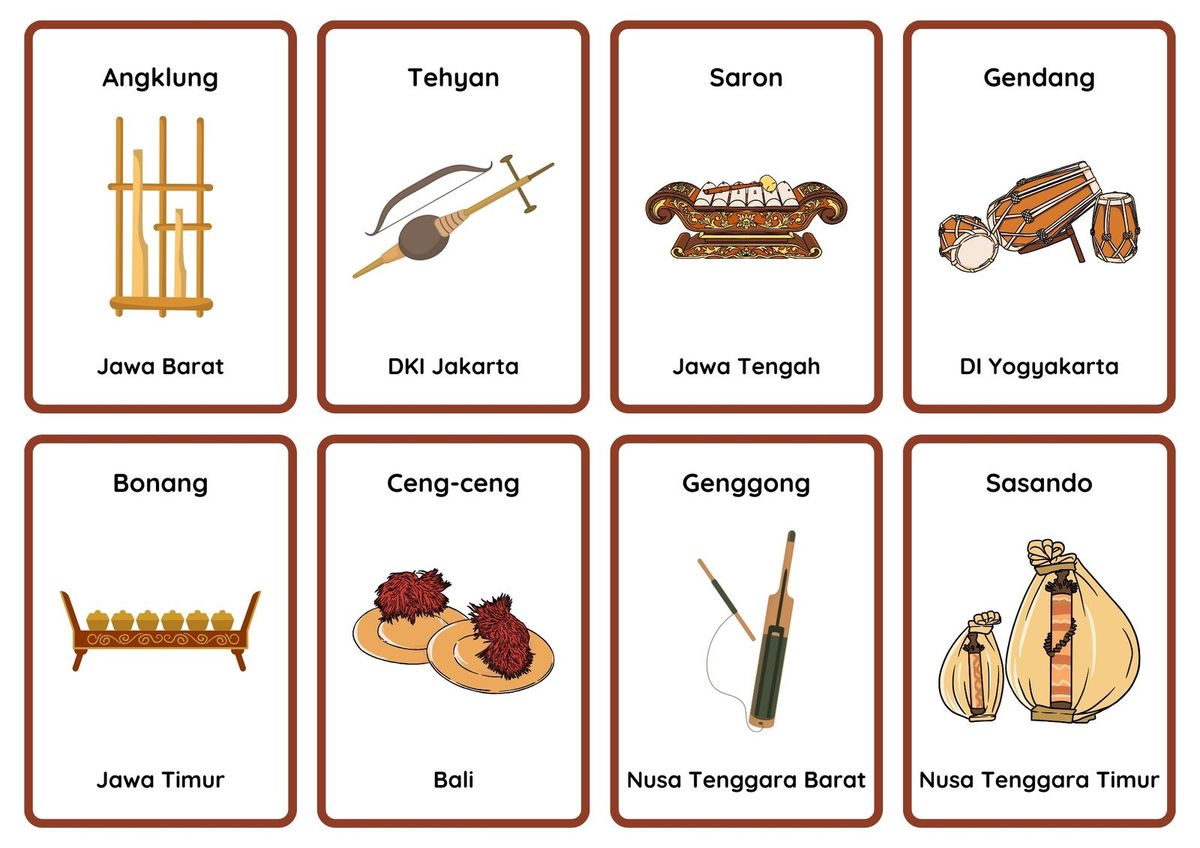 Angklung
Jawa Barat
Tehyan
DKI Jakarta
Saron
Jawa Tengah
Gendang
DI Yogyakarta
Bonang
Jawa Timur
Ceng-ceng
Bali
Genggong
Nusa Tenggara Barat
Sasando
Nusa Tenggara Timur